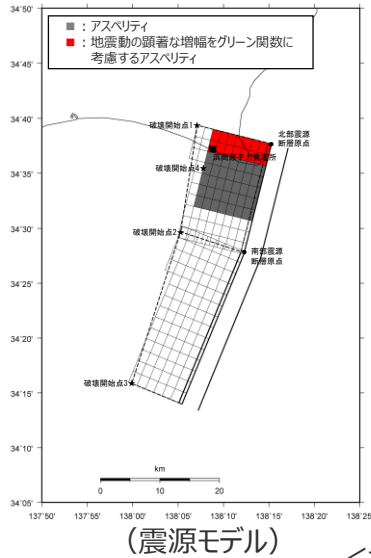 34˚50'
■ : アスペリティ
■ : 地震動の顕著な増幅をグリーン関数に
考慮するアスペリティ
34˚45'
34˚40'
破壊開始点1
北部震源
断層原点
浜岡原子力発電所
34˚35'
破壊開始点4
34˚30'
破壊開始点2
南部震源
断層原点
34˚25'
34˚20'
34˚15'
破壊開始点3
34˚10'
km
0 10 20
34˚05'
137˚50' 137˚55' 138˚00' 138˚05' 138˚10' 138˚15' 138˚20' 138˚25'
(震源モデル)